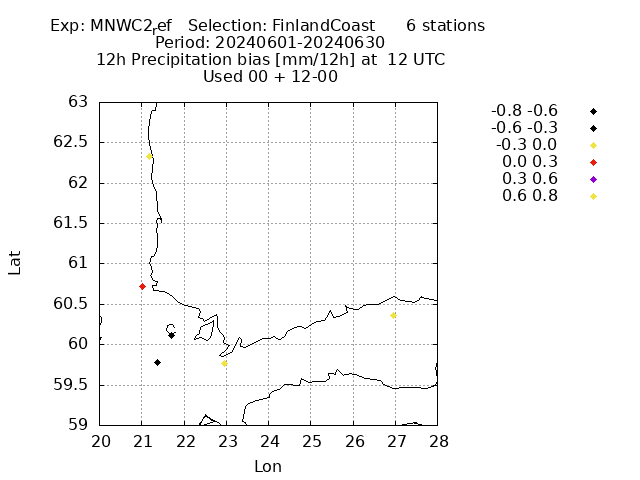 Exp: MNWC2ref Selection: FinlandCoast 6 stations
Period: 20240601-20240630
12h Precipitation bias [mm/12h] at 12 UTC
Used 00 + 12-00
-0.8 -0.6
-0.6 -0.3
-0.3 0.0
0.0 0.3
0.3 0.6
0.6 0.8
63
62.5
62
61.5
61
60.5
60
59.5
59
Lat
20 21 22 23 24 25 26 27 28
Lon